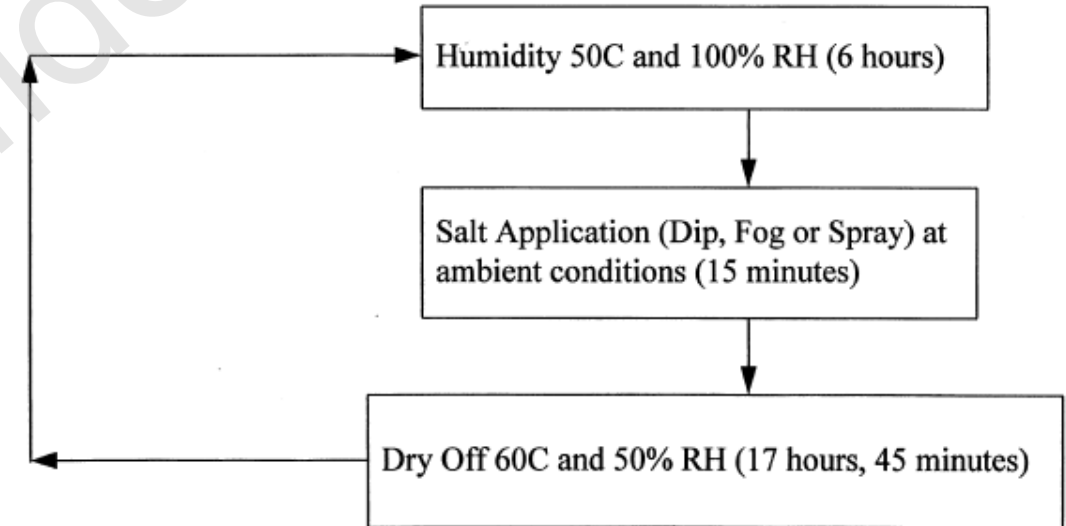 Humidity 50C and 100% RH (6 hours)
Salt Application (Dip, Fog or Spray) at
ambient conditions (15 minutes)
Dry Off 60C and 50% RH (17 hours, 45 minutes)